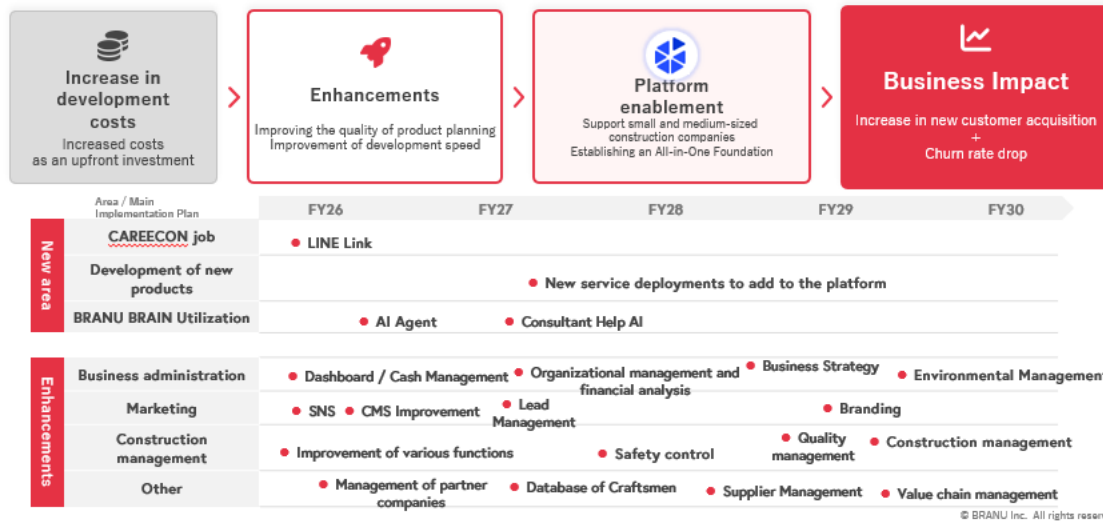 Increase in
development
costs
Increased costs
as an upfront investment
Enhancements
Improving the quality of product planning
Improvement of development speed
Platform
enablement
Support small and medium-sized
construction companies
Establishing an All-in-One Foundation
Business Impact
Increase in new customer acquisition
+
Churn rate drop
Area / Main
Implementation Plan
FY26
FY27
FY28
FY29
FY30
New area
CAREECON job
LINE Link
Development of new
products
New service deployments to add to the platform
BRANU BRAIN Utilization
AI Agent
Consultant Help AI
Enhancements
Business administration
Dashboard / Cash Management
Organizational management and
financial analysis
Business Strategy
Environmental Management
Marketing
SNS
CMS Improvement
Lead
Management
Branding
Construction
management
Improvement of various functions
Safety control
Quality
management
Construction management
Other
Management of partner
companies
Database of Craftsmen
Supplier Management
Value chain management
© BRANU Inc. All rights reserv